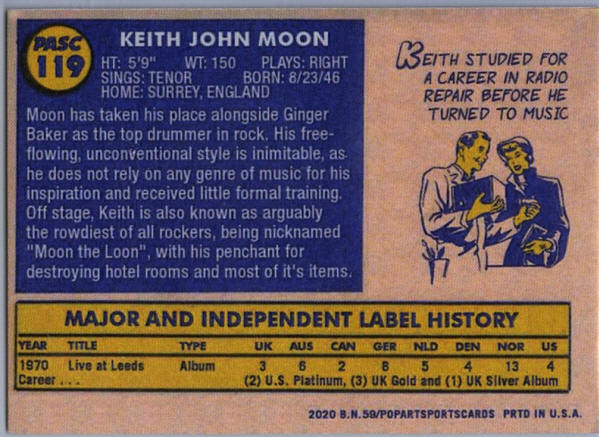 PASC
119
KEITH JOHN MOON
HT: 5'9" WT: 150 PLAYS: RIGHT
SINGS: TENOR BORN: 8/23/46
HOME: SURREY, ENGLAND
Moon has taken his place alongside Ginger
Baker as the top drummer in rock. His free-
flowing, unconventional style is inimitable, as
he does not rely on any genre of music for his
inspiration and received little formal training.
Off stage, Keith is also known as arguably
the rowdiest of all rockers, being nicknamed
"Moon the Loon", with his penchant for
destroying hotel rooms and most of it's items.
KEITH STUDIED FOR
A CAREER IN RADIO
REPAIR BEFORE HE
TURNED TO MUSIC
MAJOR AND INDEPENDENT LABEL HISTORY
YEAR TITLE TYPE UK AUS CAN GER NLD DEN NOR US
1970 Live at Leeds Album 3 6 2 8 5 4 13 4
Career . . . (2) U.S. Platinum, (3) UK Gold and (1) UK Silver Album
2020 B.N.59/POPARTSPORTSCARDS PRTD IN U.S.A.